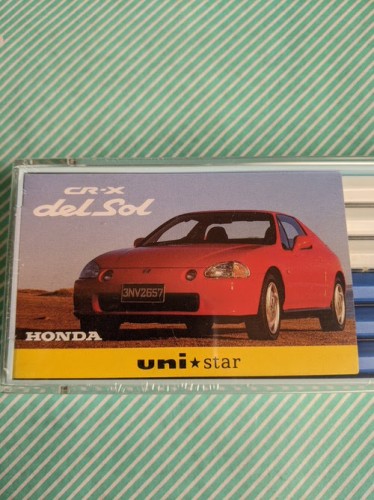 CR-X
del Sol
3NV2657
HONDA
uni★star